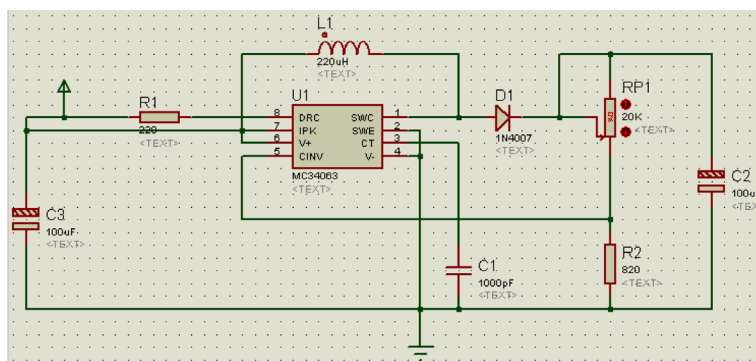 L1
220uH
<TEXT>
R1
220
<TEXT>
U1
8 DRC SWC 1
7 IPK SWE 2
6 V+ CT 3
5 CINV V- 4
MC34063
<TEXT>
D1
1N4007
<TEXT>
RP1
20K
<TEXT>
C2
100u
<TEX
C3
100uF
<TEXT>
C1
1000pF
<TEXT>
R2
820
<TEXT>